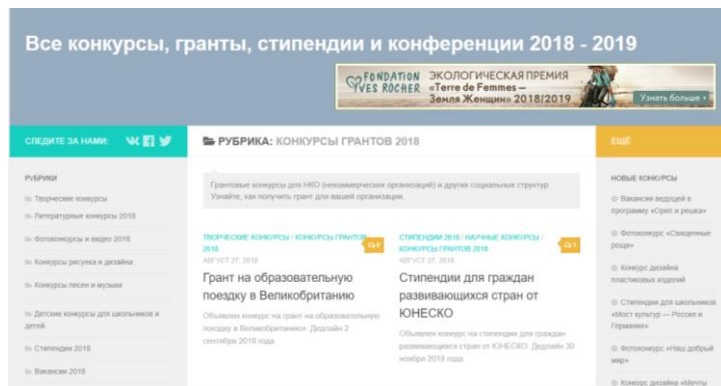 Все конкурсы, гранты, стипендии и конференции 2018 - 2019
FONDATION
YVES ROCHER
ЭКОЛОГИЧЕСКАЯ ПРЕМИЯ
«Terre de Femmes –
Земля Женщин» 2018/2019
Узнать больше ›
СЛЕДИТЕ ЗА НАМИ:
РУБРИКИ
Творческие конкурсы
Литературные конкурсы 2018
Фотоконкурсы и видео 2018
Конкурсы рисунка и дизайна
Конкурсы песен и музыки
Детские конкурсы для школьников и
детей
Стипендии 2018
Вакансии 2018
РУБРИКА: КОНКУРСЫ ГРАНТОВ 2018
Грантовые конкурсы для НКО (некоммерческих организаций) и других социальных структур.
Узнайте, как получить грант для вашей организации.
ТВОРЧЕСКИЕ КОНКУРСЫ / КОНКУРСЫ ГРАНТОВ
2018
0
АВГУСТ 27, 2018
Грант на образовательную
поездку в Великобританию
Объявлен конкурс на грант на образовательную
поездку в Великобританию. Дедлайн 2
сентября 2018 года.
СТИПЕНДИИ 2018 / НАУЧНЫЕ КОНКУРСЫ /
КОНКУРСЫ ГРАНТОВ 2018
1
АВГУСТ 27, 2018
Стипендии для граждан
развивающихся стран от
ЮНЕСКО
Объявлен конкурс на стипендии для граждан
развивающихся стран от ЮНЕСКО. Дедлайн 30
ноября 2018 года.
ЕЩЁ
НОВЫЕ КОНКУРСЫ
Вакансия ведущей в
программу «Орел и решка»
Фотоконкурс «Священные
рощи»
Конкурс дизайна
пластиковых изделий
Стипендии для школьников
«Мост культур — Россия и
Германия»
Фотоконкурс «Наш добрый
мир»
Конкурс дизайна «Мечты